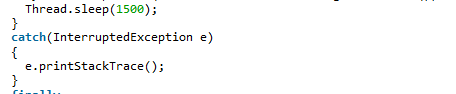 Thread.sleep(1500);
}
catch(InterruptedException e)
{
e.printStackTrace();
}